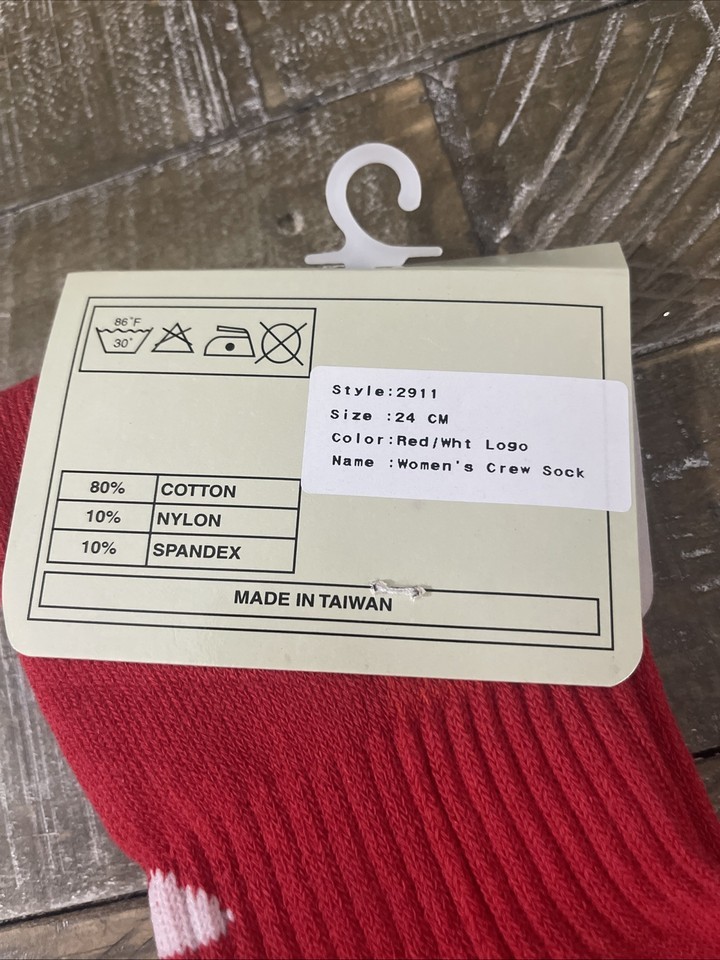 86°F
30°
Style:2911
Size :24 CM
Color:Red/Wht Logo
Name :Women's Crew Sock
80% COTTON
10% NYLON
10% SPANDEX
MADE IN TAIWAN